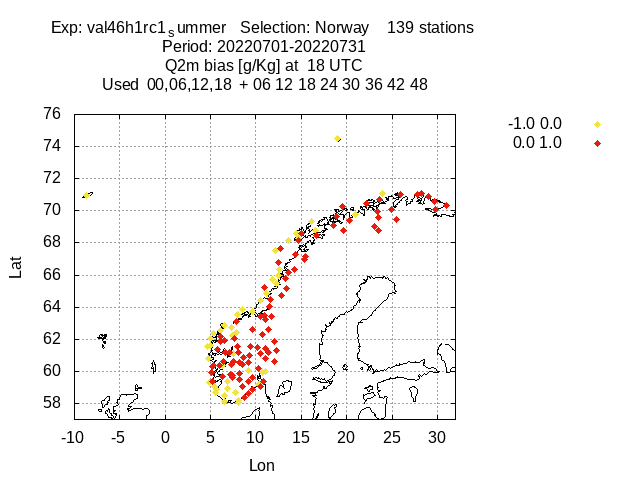 Exp: val46h1rc1summer Selection: Norway 139 stations
Period: 20220701-20220731
Q2m bias [g/Kg] at 18 UTC
Used 00,06,12,18 + 06 12 18 24 30 36 42 48
-1.0 0.0
0.0 1.0
76
74
72
70
68
66
64
62
60
58
Lat
-10 -5 0 5 10 15 20 25 30
Lon